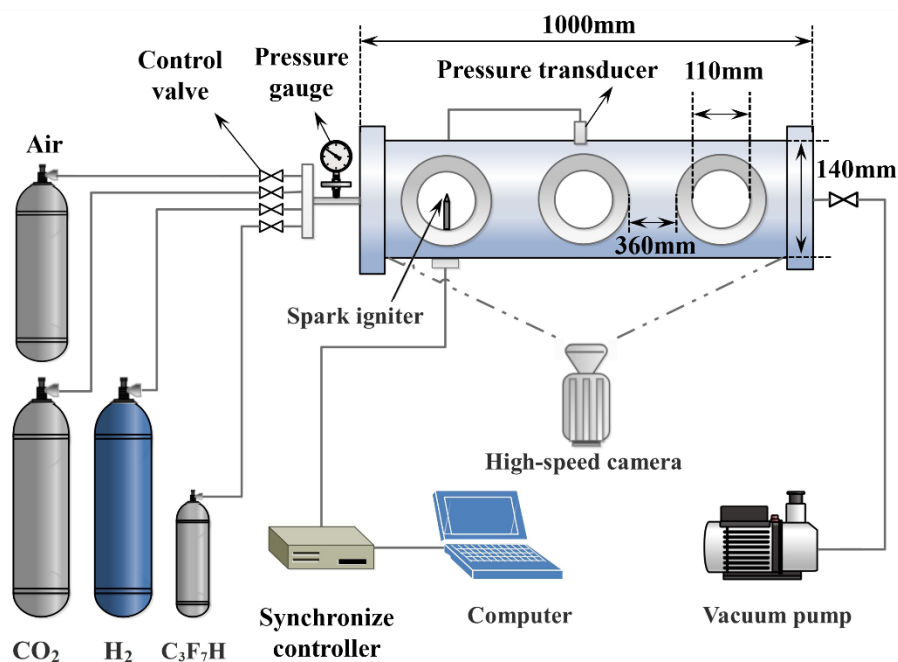 1000mm
Control
valve
Pressure
gauge
Pressure transducer
110mm
Air
140mm
360mm
Spark igniter
High-speed camera
Synchronize
controller
Computer
Vacuum pump
CO₂
H₂
C₃F₇H